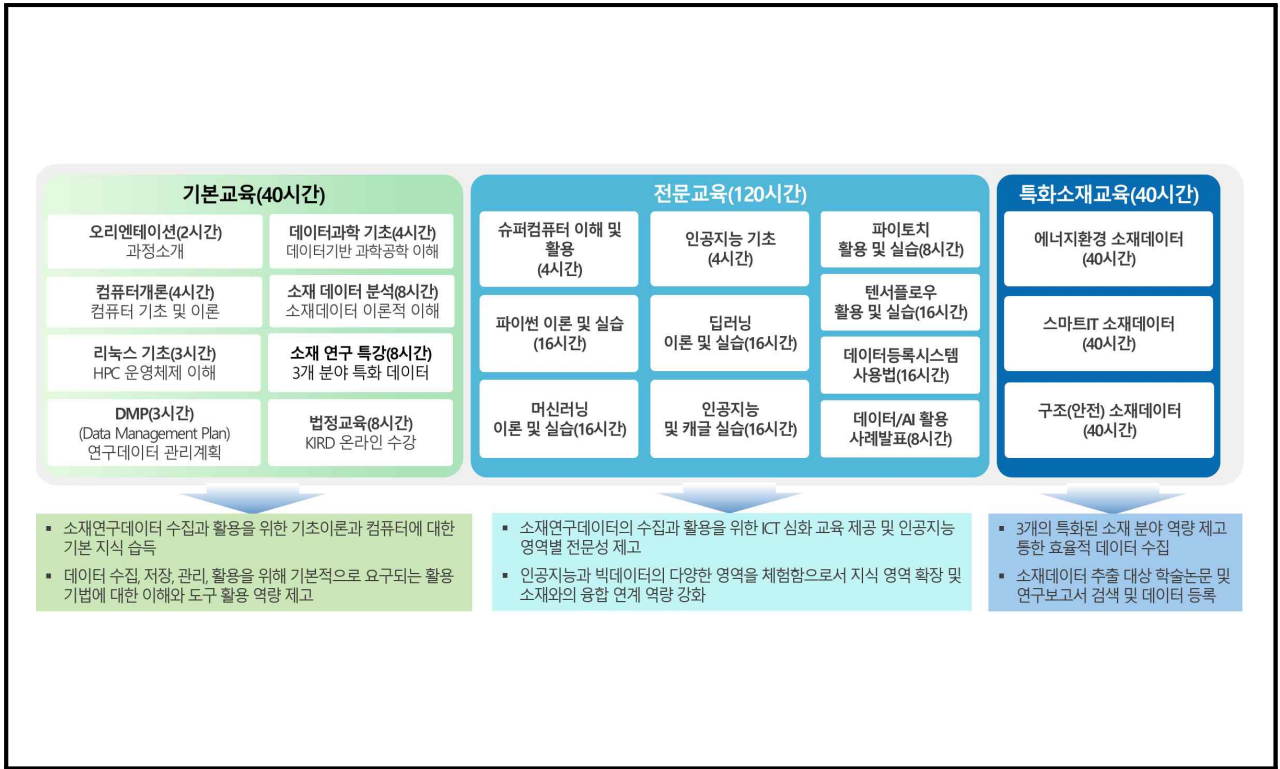 기본교육(40시간)
오리엔테이션(2시간)
과정소개
데이터과학 기초(4시간)
데이터기반 과학공학 이해
컴퓨터개론(4시간)
컴퓨터 기초 및 이론
소재 데이터 분석(8시간)
소재데이터 이론적 이해
리눅스 기초(3시간)
HPC 운영체제 이해
소재 연구 특강(8시간)
3개 분야 특화 데이터
DMP(3시간)
(Data Management Plan)
연구데이터 관리계획
법정교육(8시간)
KIRD 온라인 수강
전문교육(120시간)
슈퍼컴퓨터 이해 및
활용
(4시간)
파이썬 이론 및 실습
(16시간)
머신러닝
이론 및 실습(16시간)
인공지능 기초
(4시간)
딥러닝
이론 및 실습(16시간)
인공지능
및 캐글 실습(16시간)
파이토치
활용 및 실습(8시간)
텐서플로우
활용 및 실습(16시간)
데이터등록시스템
사용법(16시간)
데이터/AI 활용
사례발표(8시간)
특화소재교육(40시간)
에너지환경 소재데이터
(40시간)
스마트IT 소재데이터
(40시간)
구조(안전) 소재데이터
(40시간)
▪ 소재연구데이터 수집과 활용을 위한 기초이론과 컴퓨터에 대한
기본 지식 습득
▪ 데이터 수집, 저장, 관리, 활용을 위해 기본적으로 요구되는 활용
기법에 대한 이해와 도구 활용 역량 제고
▪ 소재연구데이터의 수집과 활용을 위한 ICT 심화 교육 제공 및 인공지능
영역별 전문성 제고
▪ 인공지능과 빅데이터의 다양한 영역을 체험함으로서 지식 영역 확장 및
소재와의 융합 연계 역량 강화
▪ 3개의 특화된 소재 분야 역량 제고
통한 효율적 데이터 수집
▪ 소재데이터 추출 대상 학술논문 및
연구보고서 검색 및 데이터 등록